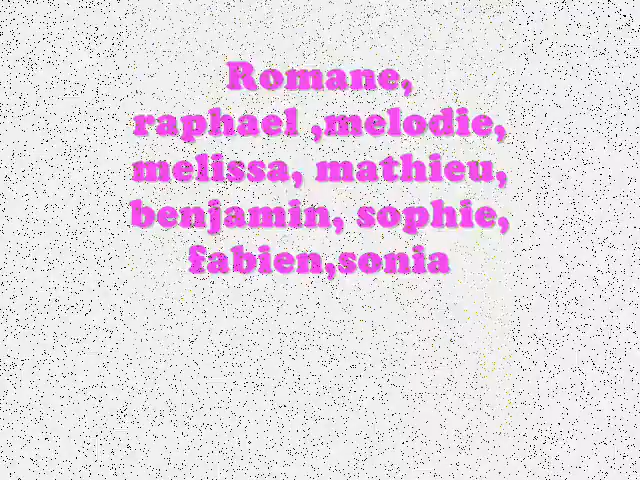 Romane,
raphael ,melodie,
melissa, mathieu,
benjamin, sophie,
fabien,sonia